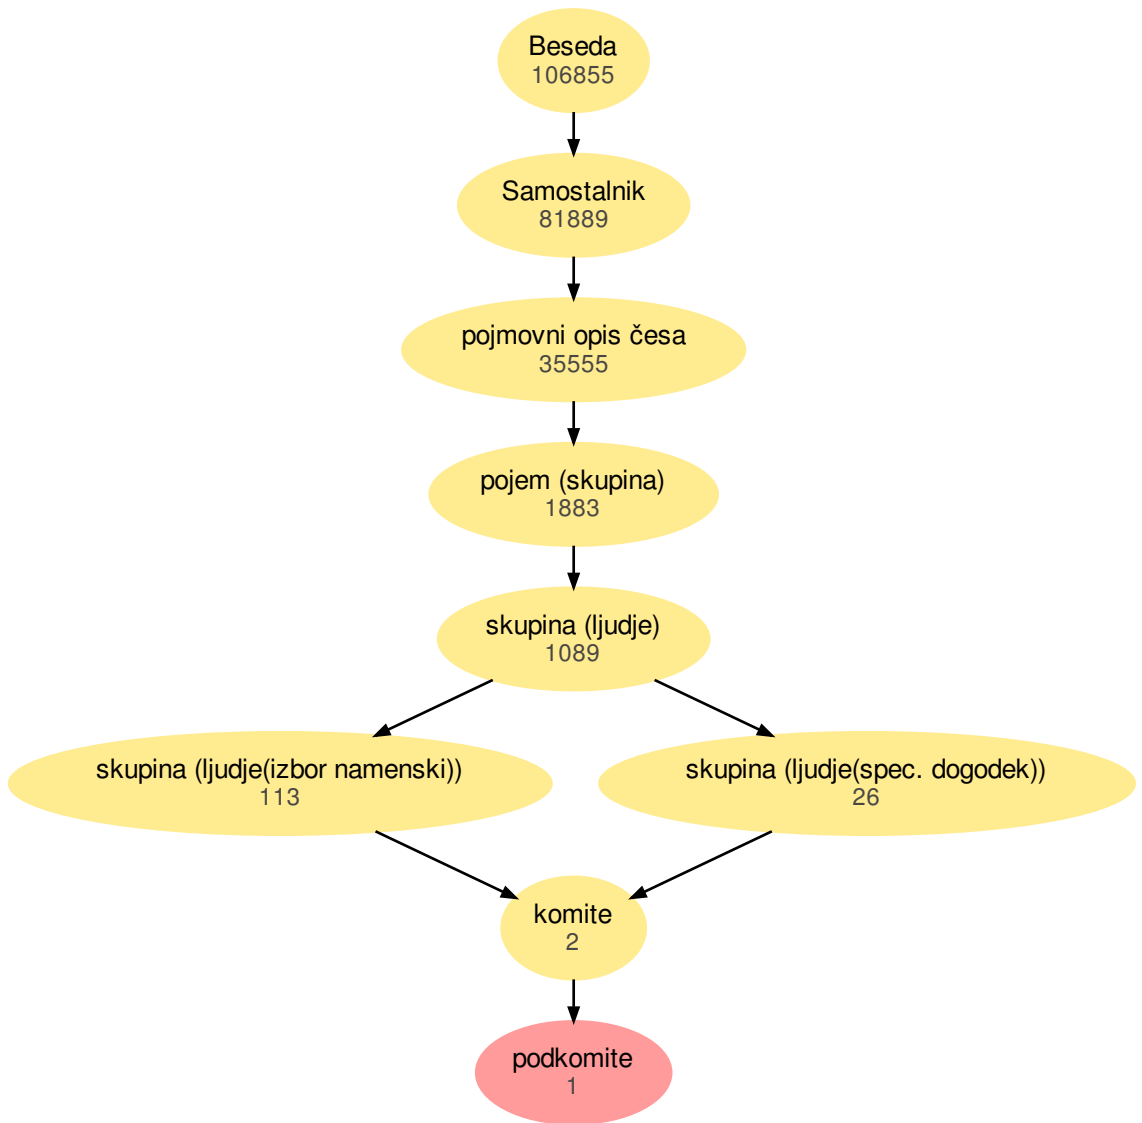 Beseda
106855
Samostalnik
81889
pojmovni opis česa
35555
pojem (skupina)
1883
skupina (ljudje)
1089
skupina (ljudje(izbor namenski))
113
skupina (ljudje(spec. dogodek))
26
komite
2
podkomite
1